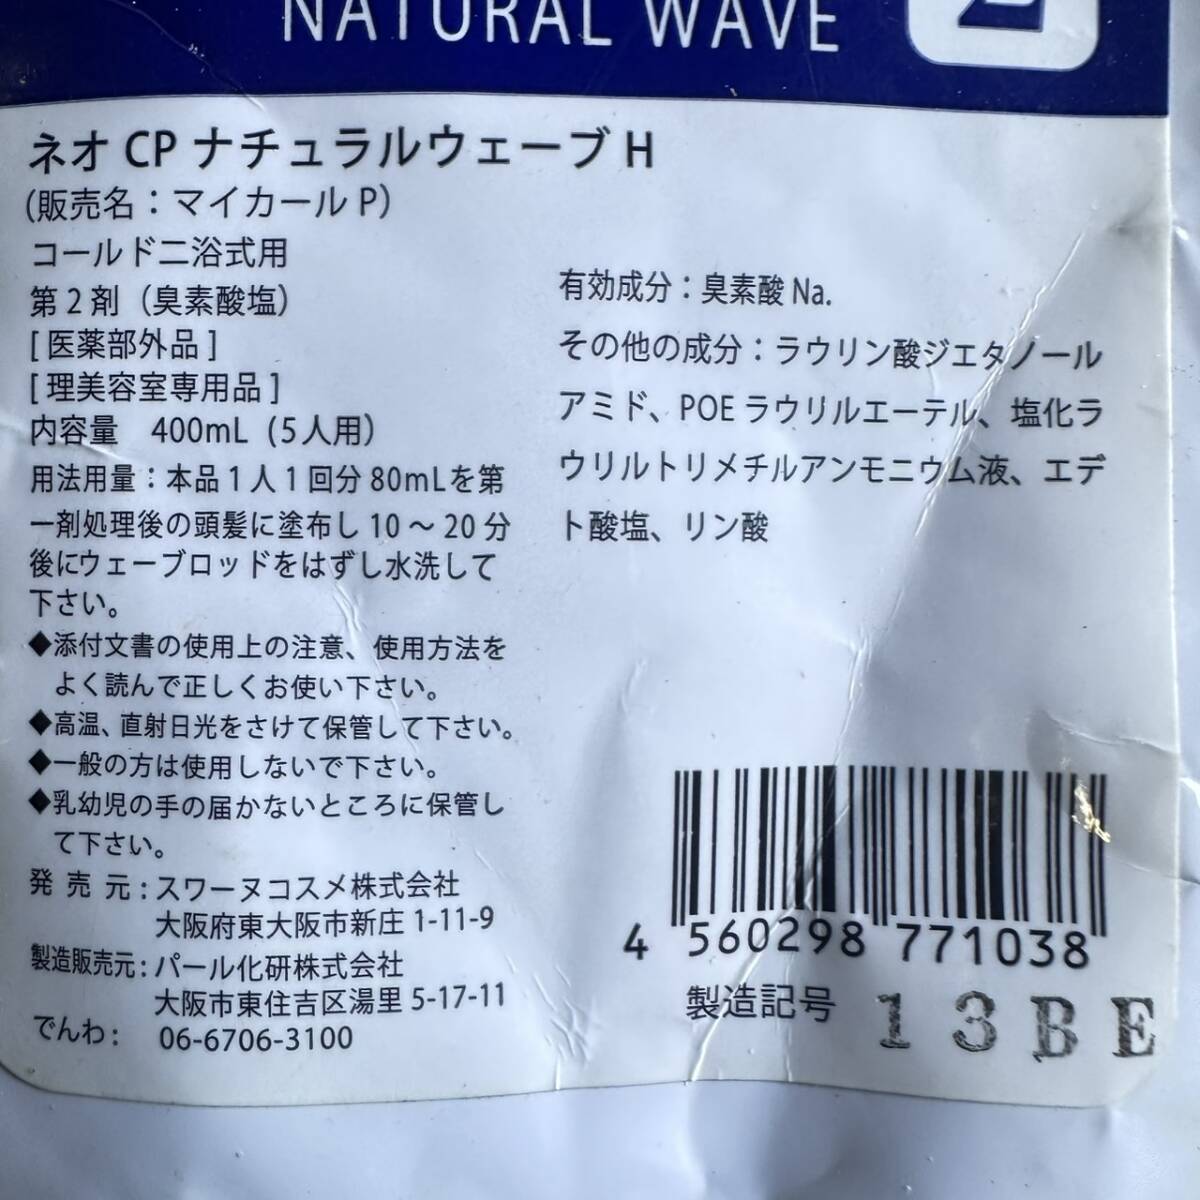 NATURAL WAVE
2
ネオ CP ナチュラルウェーブ H
(販売名：マイカール P)
コールド二浴式用
第 2 剤（臭素酸塩）
[ 医薬部外品 ]
[ 理美容室専用品 ]
内容量　400mL (5人用)
用法用量：本品 1 人 1 回分 80mLを第
一剤処理後の頭髪に塗布し 10 ～ 20 分
後にウェーブロッドをはずし水洗して
下さい。
◆添付文書の使用上の注意、使用方法を
よく読んで正しくお使い下さい。
◆高温、直射日光をさけて保管して下さい。
◆一般の方は使用しないで下さい。
◆乳幼児の手の届かないところに保管し
て下さい。
発 売 元：スワーヌコスメ株式会社
大阪府東大阪市新庄 1-11-9
製造販売元：パール化研株式会社
大阪市東住吉区湯里 5-17-11
でんわ：　06-6706-3100
有効成分：臭素酸 Na.
その他の成分：ラウリン酸ジエタノール
アミド、POE ラウリルエーテル、塩化ラ
ウリルトリメチルアンモニウム液、エデ
ト酸塩、リン酸
4 560298 771038
製造記号 13BE